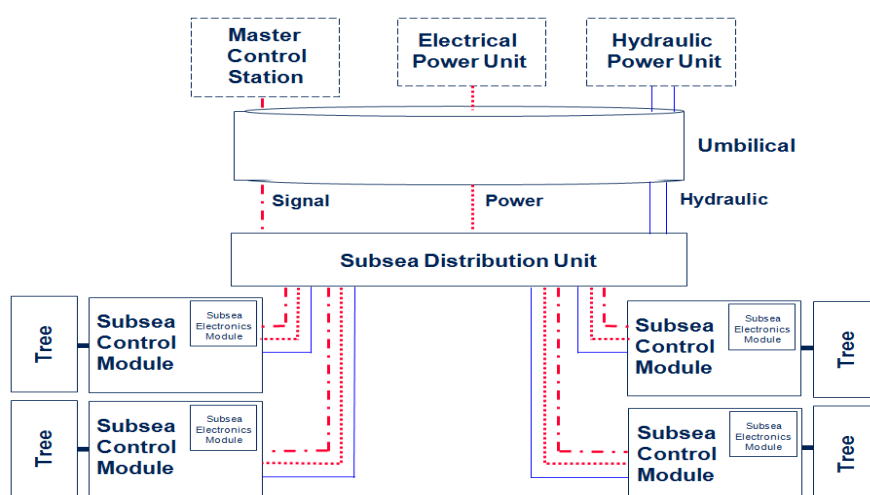 Master
Control
Station
Electrical
Power Unit
Hydraulic
Power Unit
Umbilical
Signal
Power
Hydraulic
Subsea Distribution Unit
Tree
Subsea
Control
Module
Subsea
Electronics
Module
Subsea
Control
Module
Subsea
Electronics
Module
Tree
Tree
Subsea
Control
Module
Subsea
Electronics
Module
Subsea
Control
Module
Subsea
Electronics
Module
Tree